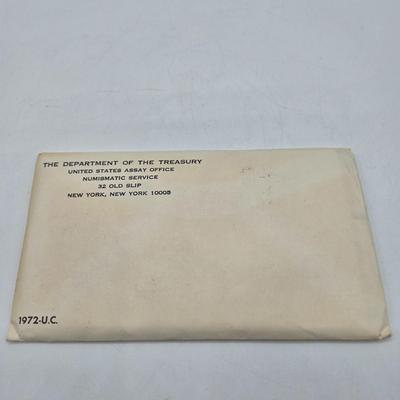 THE DEPARTMENT OF THE TREASURY
UNITED STATES ASSAY OFFICE
NUMISMATIC SERVICE
32 OLD SLIP
NEW YORK, NEW YORK 10005
1972-U.C.